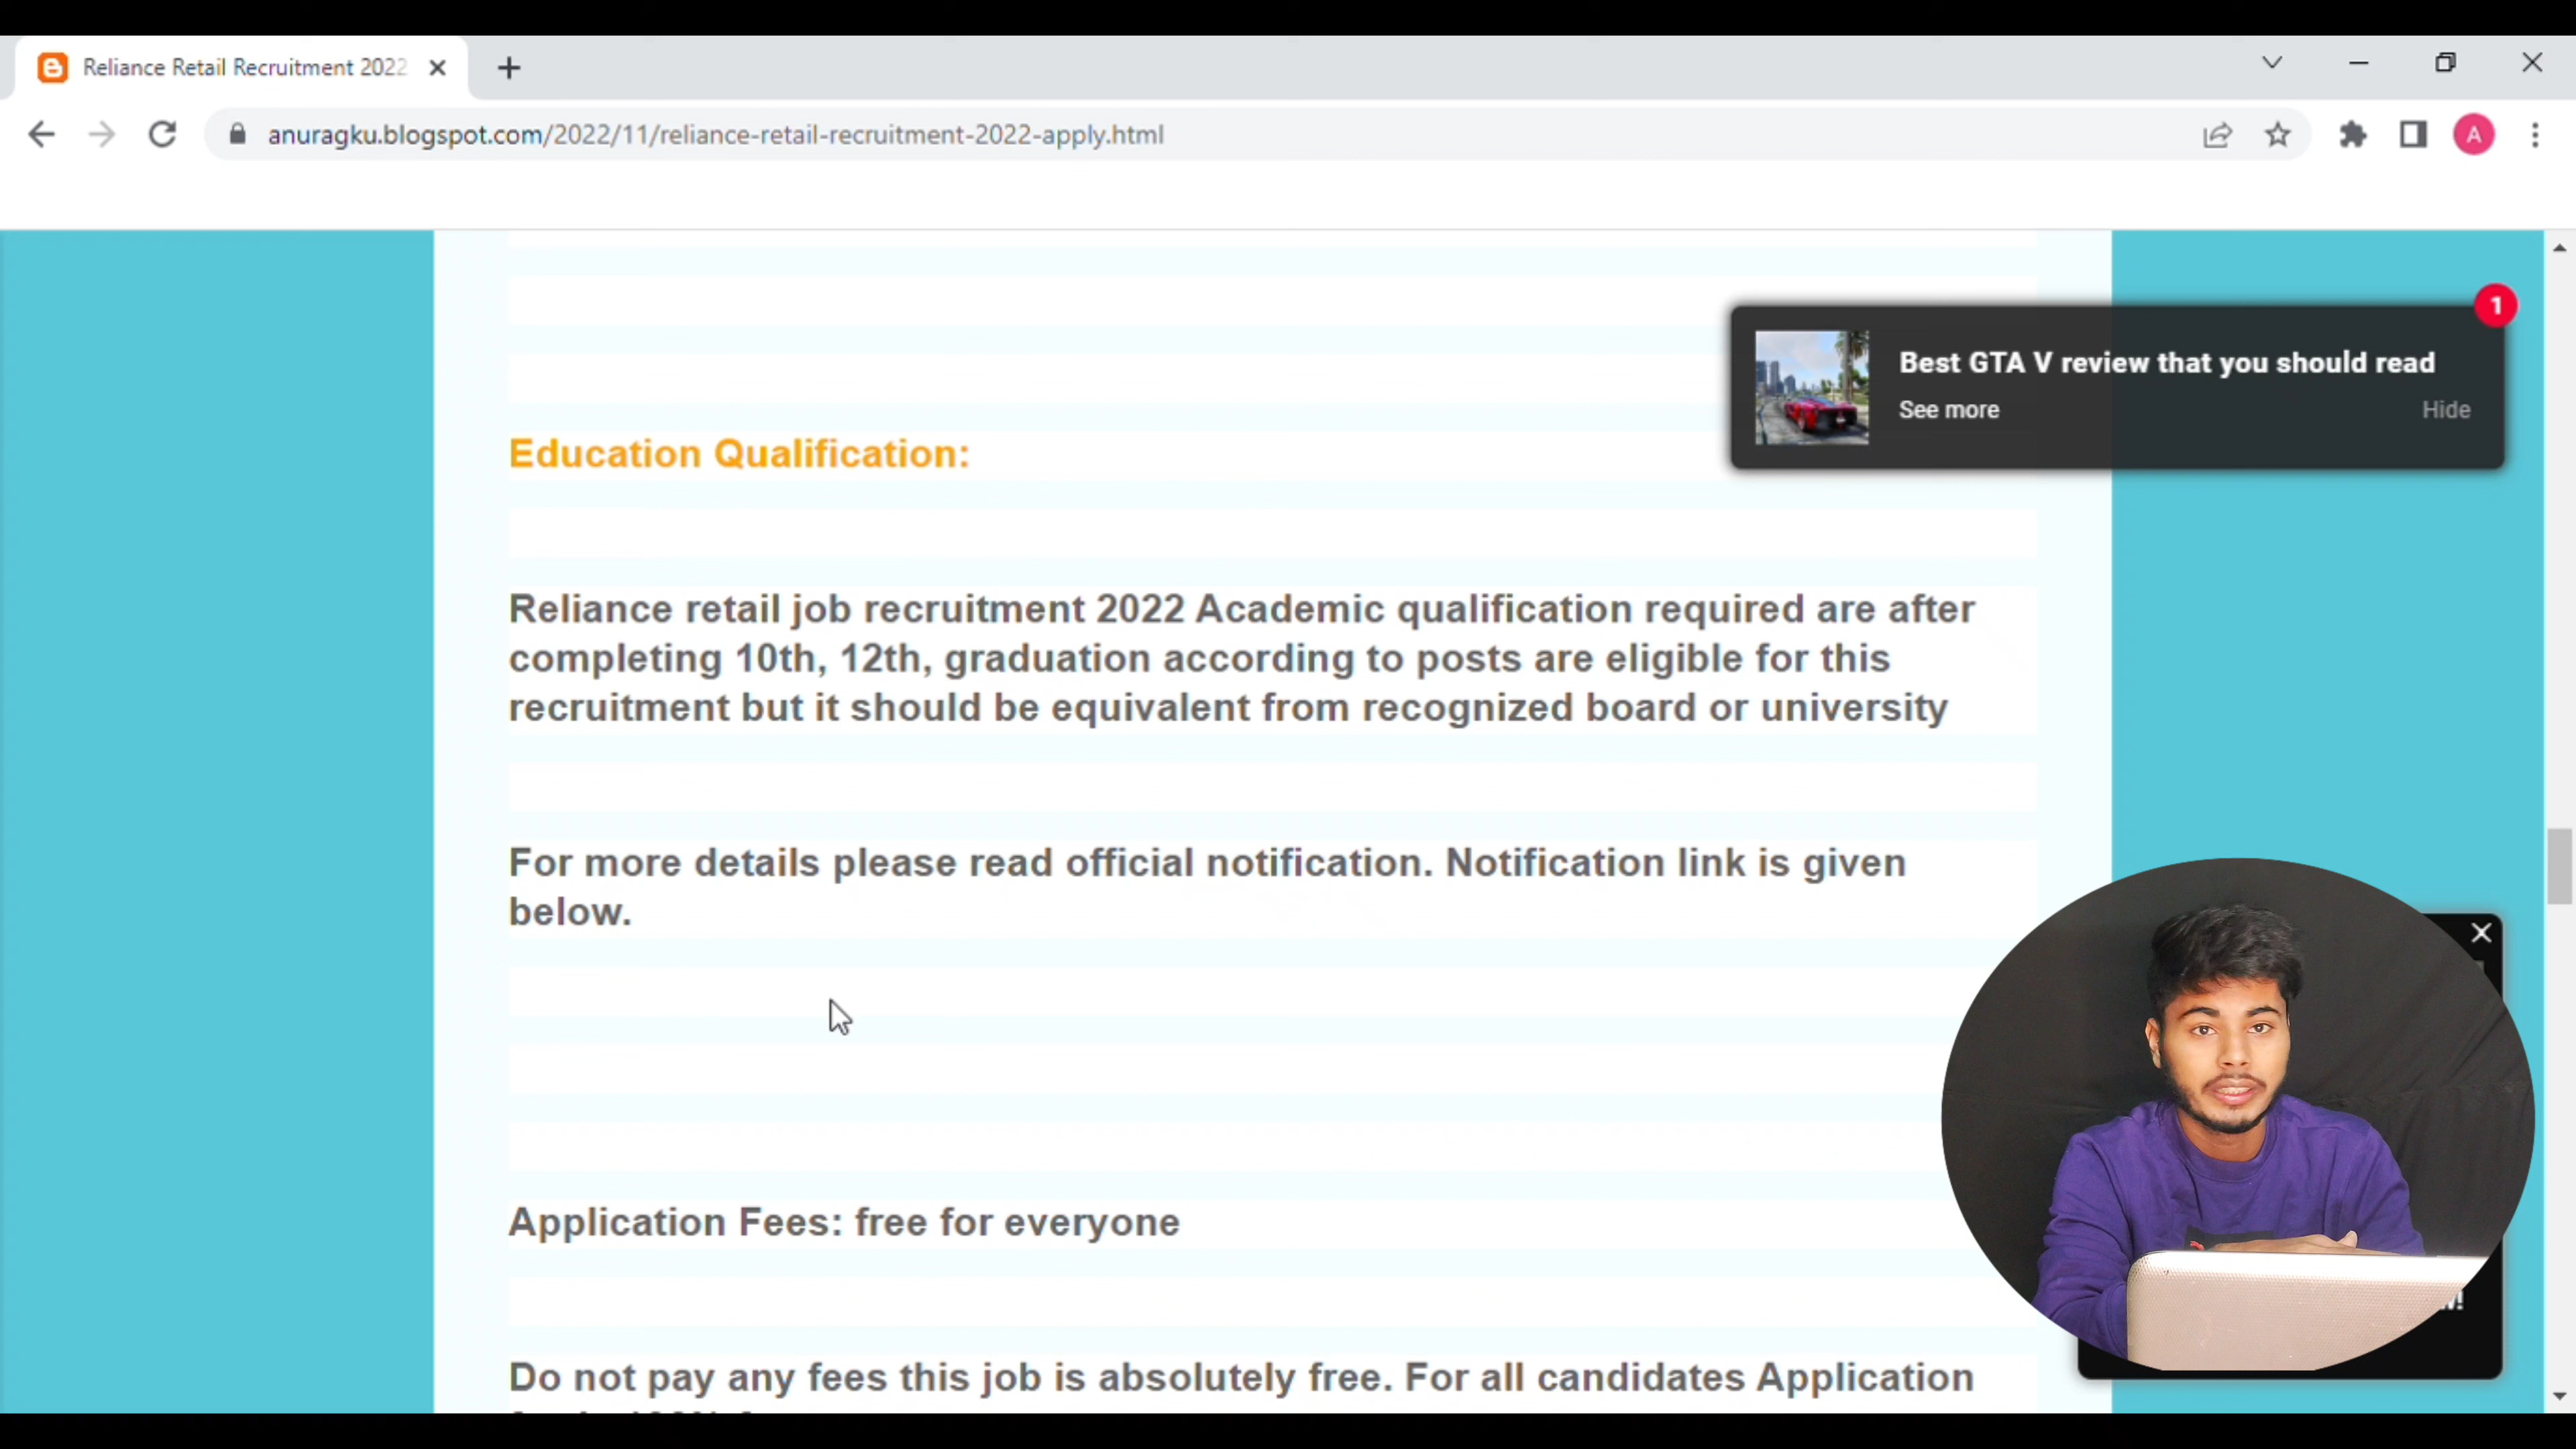 Reliance Retail Recruitment 2022
anuragku.blogspot.com/2022/11/reliance-retail-recruitment-2022-apply.html
A
1
Best GTA V review that you should read
See more
Hide
Education Qualification:
Reliance retail job recruitment 2022 Academic qualification required are after
completing 10th, 12th, graduation according to posts are eligible for this
recruitment but it should be equivalent from recognized board or university
For more details please read official notification. Notification link is given
below.
Application Fees: free for everyone
Do not pay any fees this job is absolutely free. For all candidates Application